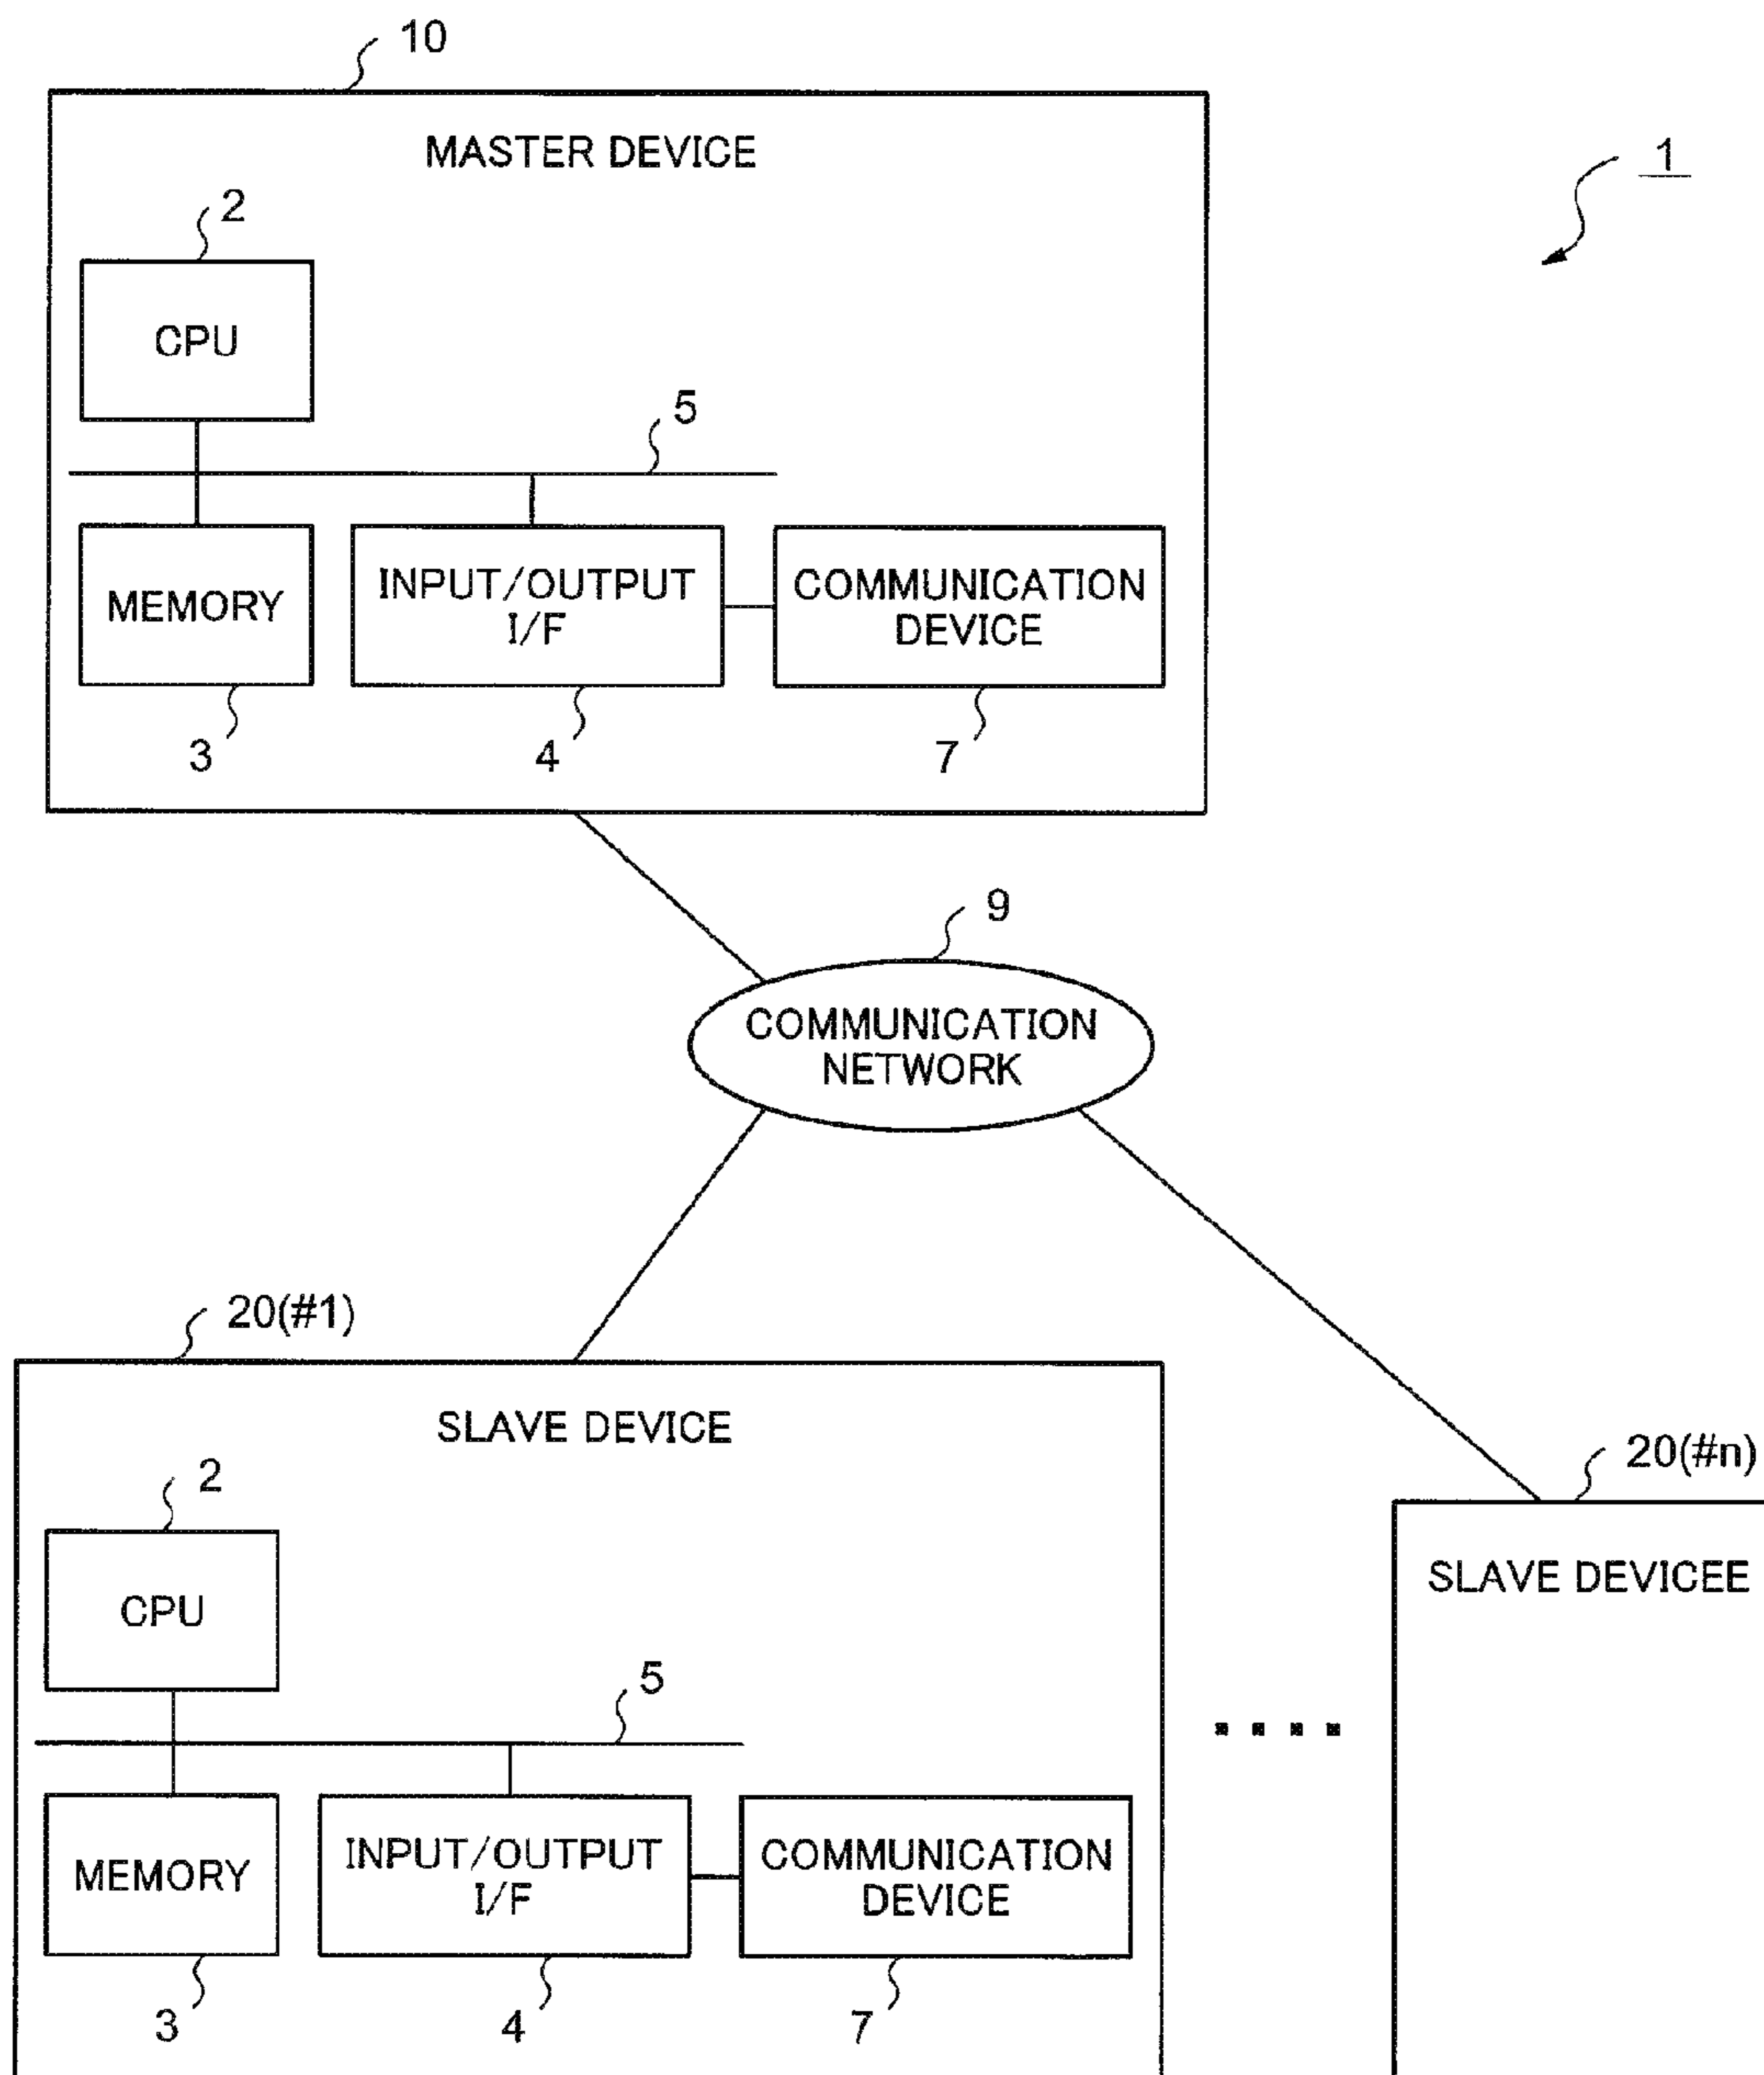 10
MASTER DEVICE
1
2
CPU
5
MEMORY
INPUT/OUTPUT
I/F
COMMUNICATION
DEVICE
3
4
7
9
COMMUNICATION
NETWORK
20(#1)
SLAVE DEVICE
20(#n)
SLAVE DEVICEE
2
CPU
5
MEMORY
INPUT/OUTPUT
I/F
COMMUNICATION
DEVICE
3
4
7